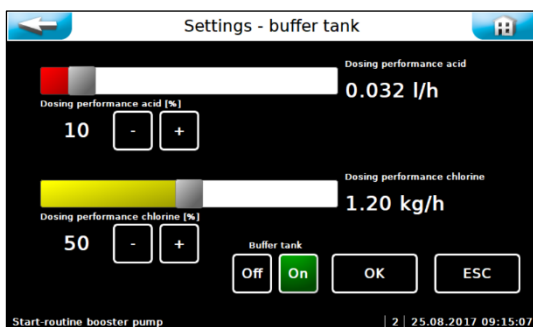 Settings - buffer tank
Dosing performance acid
0.032 l/h
Dosing performance acid [%]
10 - +
Dosing performance chlorine
1.20 kg/h
Dosing performance chlorine [%]
50 - +
Buffer tank
Off On OK ESC
Start-routine booster pump | 2 | 25.08.2017 09:15:07